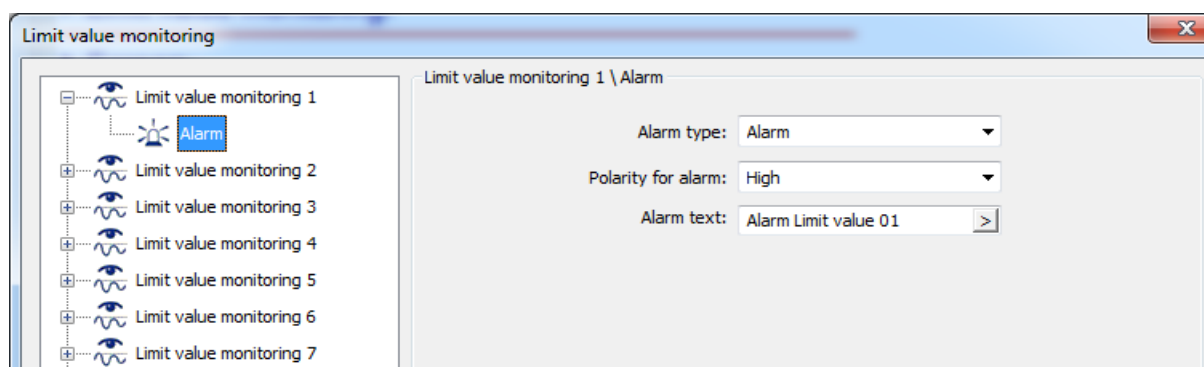 Limit value monitoring
Limit value monitoring 1
Alarm
Limit value monitoring 2
Limit value monitoring 3
Limit value monitoring 4
Limit value monitoring 5
Limit value monitoring 6
Limit value monitoring 7
Limit value monitoring 1 \ Alarm
Alarm type: Alarm
Polarity for alarm: High
Alarm text: Alarm Limit value 01 >